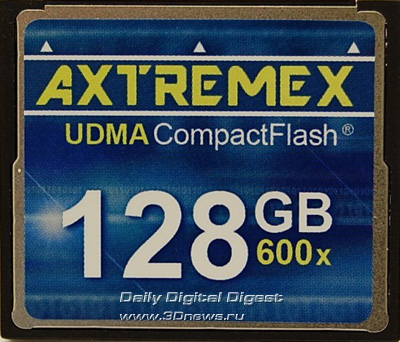 AXTREMEX
UDMA CompactFlash®
128 GB
600x
Daily Digital Digest
www.3Dnews.ru